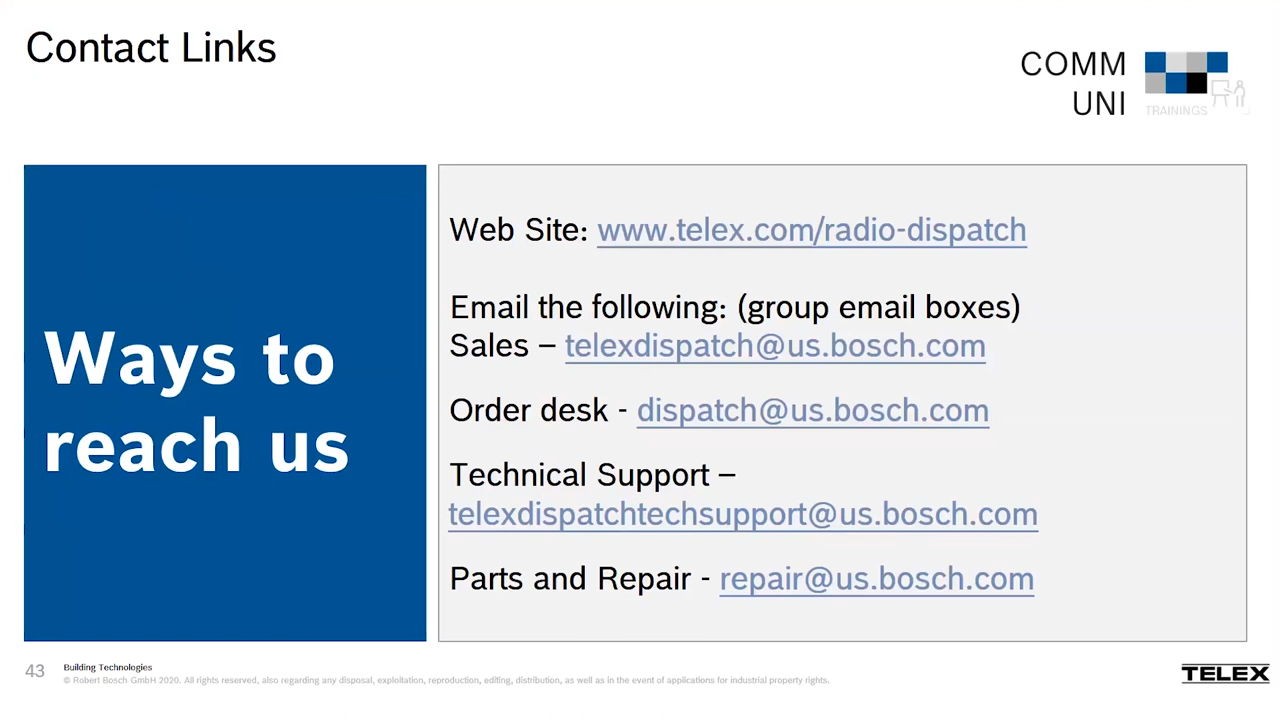 Contact Links
COMM
UNI
TRAININGS
Ways to
reach us
Web Site: www.telex.com/radio-dispatch
Email the following: (group email boxes)
Sales – telexdispatch@us.bosch.com
Order desk - dispatch@us.bosch.com
Technical Support –
telexdispatchtechsupport@us.bosch.com
Parts and Repair - repair@us.bosch.com
43
Building Technologies
© Robert Bosch GmbH 2020. All rights reserved, also regarding any disposal, exploitation, reproduction, editing, distribution, as well as in the event of applications for industrial property rights.
TELEX